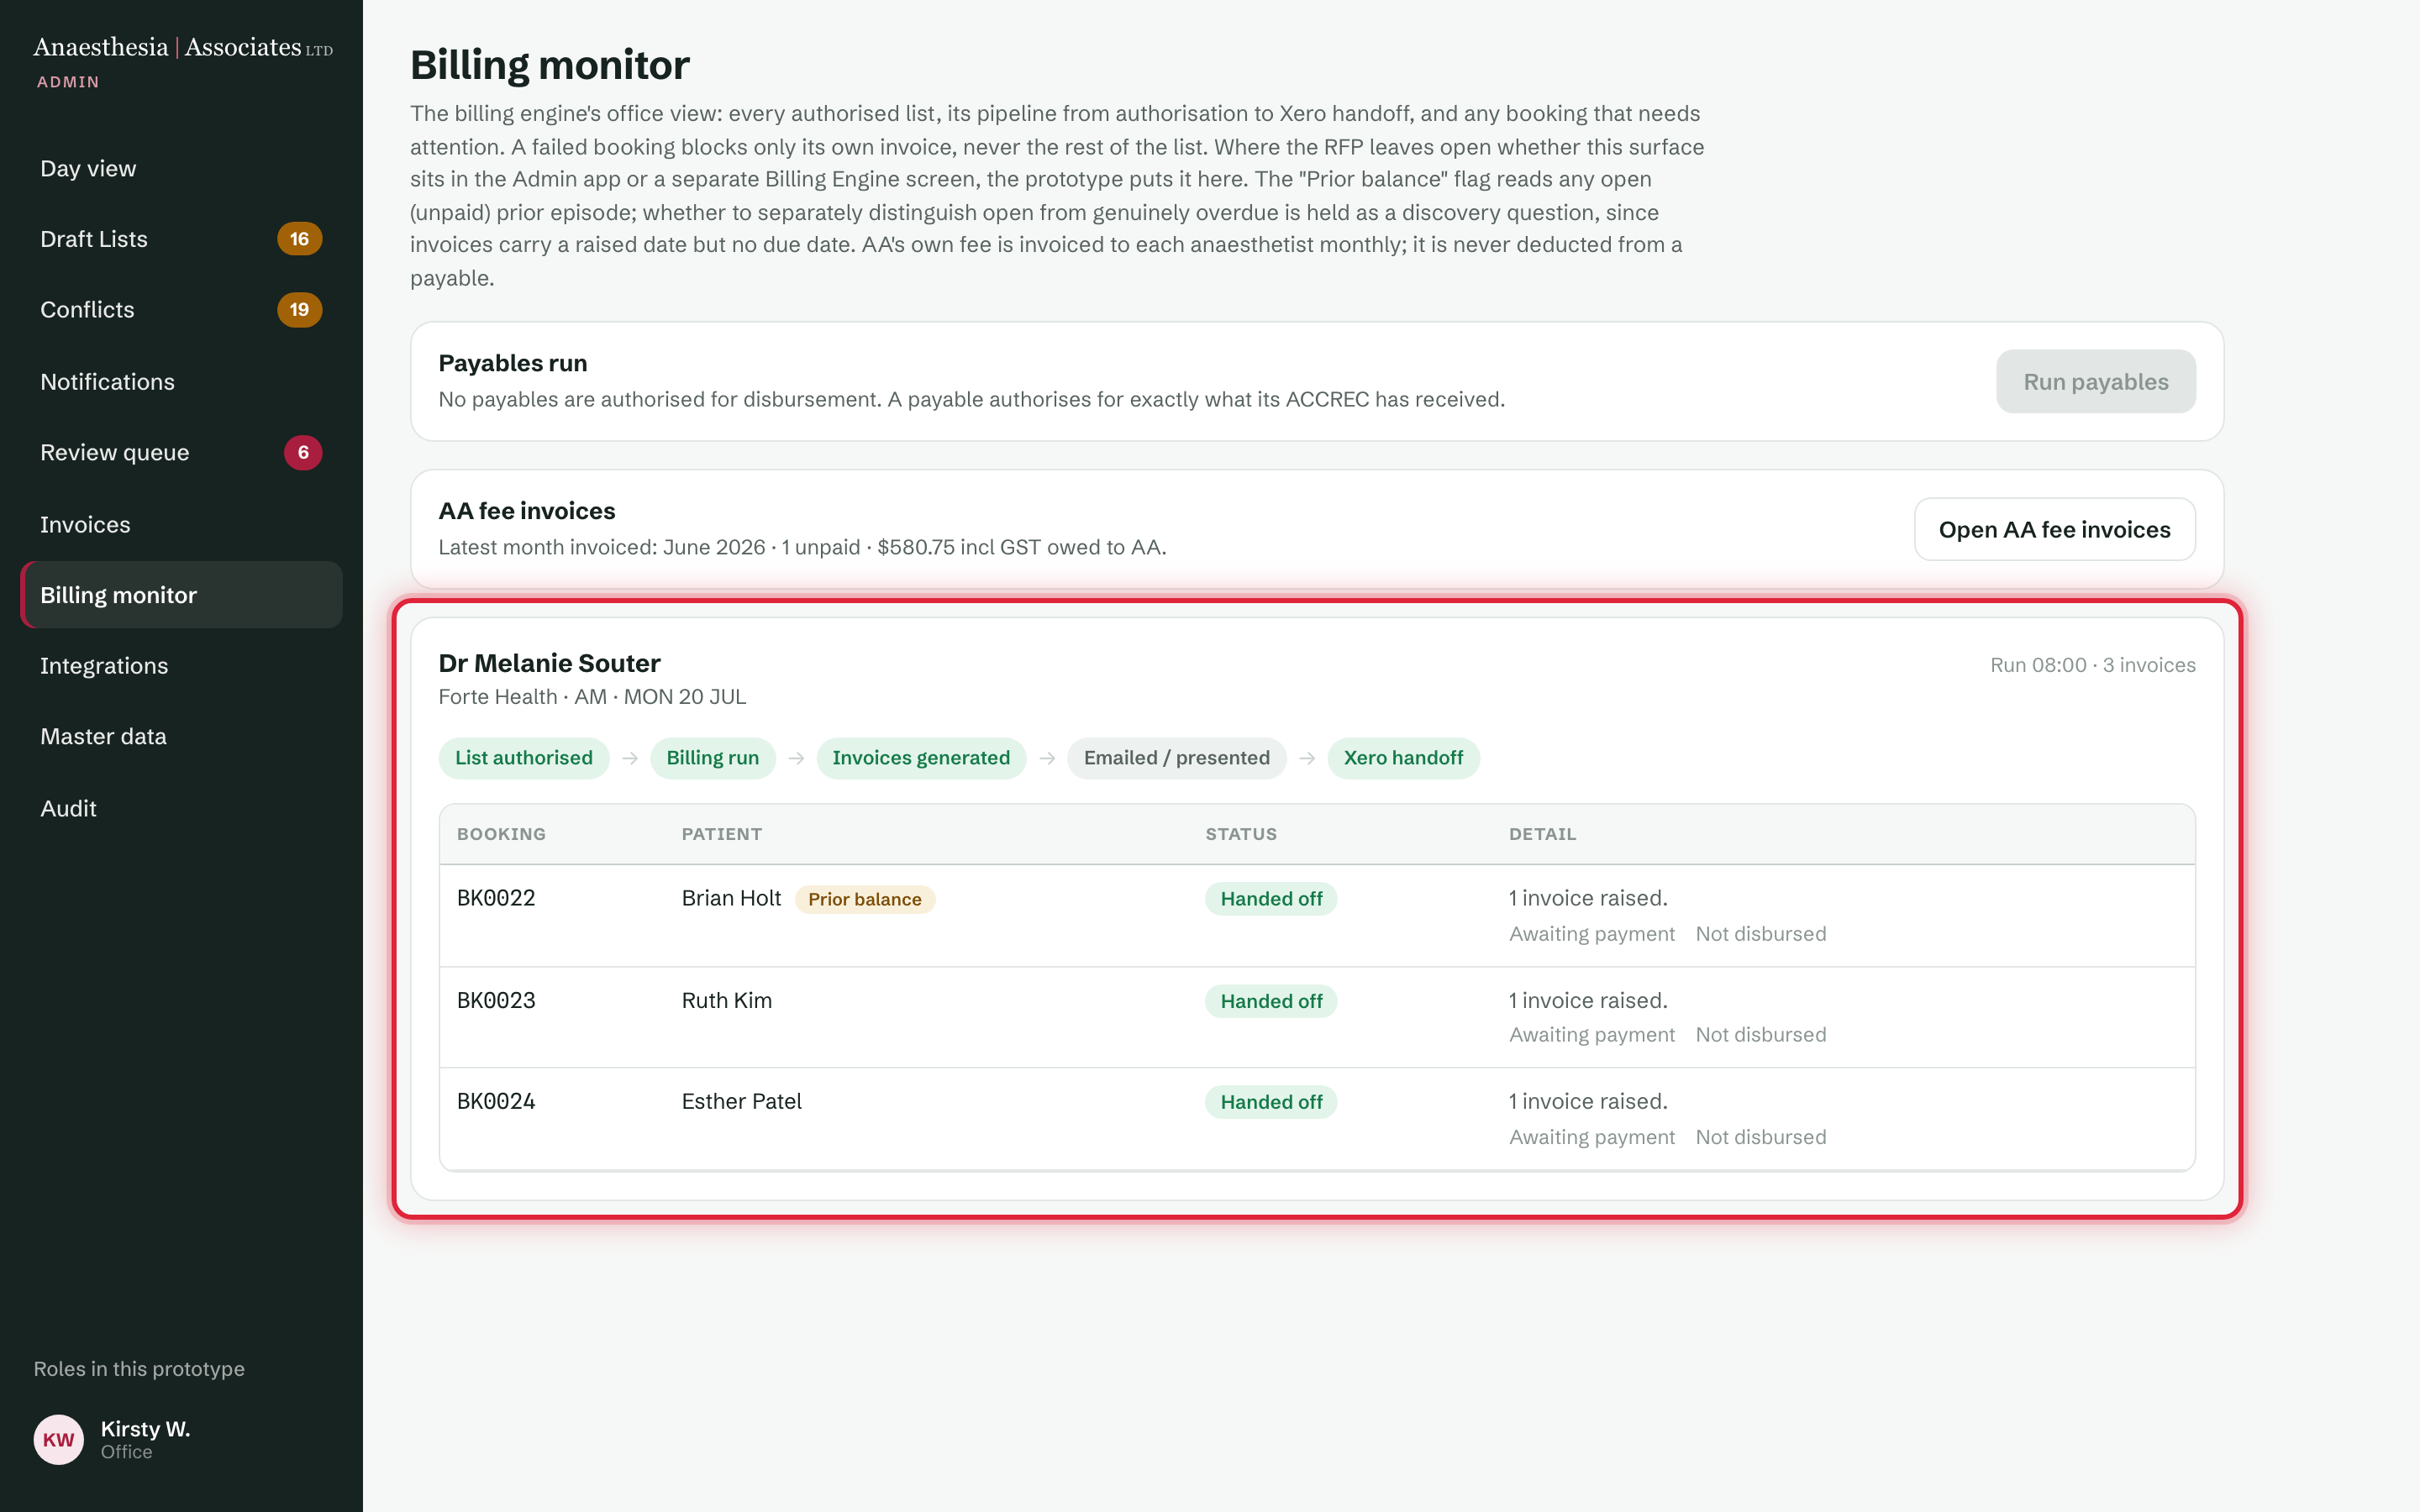 Anaesthesia | Associates LTD
ADMIN
Day view
Draft Lists 16
Conflicts 19
Notifications
Review queue 6
Invoices
Billing monitor
Integrations
Master data
Audit
Roles in this prototype
KW
Kirsty W.
Office
Billing monitor
The billing engine's office view: every authorised list, its pipeline from authorisation to Xero handoff, and any booking that needs
attention. A failed booking blocks only its own invoice, never the rest of the list. Where the RFP leaves open whether this surface
sits in the Admin app or a separate Billing Engine screen, the prototype puts it here. The "Prior balance" flag reads any open
(unpaid) prior episode; whether to separately distinguish open from genuinely overdue is held as a discovery question, since
invoices carry a raised date but no due date. AA's own fee is invoiced to each anaesthetist monthly; it is never deducted from a
payable.
Payables run
No payables are authorised for disbursement. A payable authorises for exactly what its ACCREC has received.
Run payables
AA fee invoices
Latest month invoiced: June 2026 · 1 unpaid · $580.75 incl GST owed to AA.
Open AA fee invoices
Dr Melanie Souter
Run 08:00 · 3 invoices
Forte Health · AM · MON 20 JUL
List authorised → Billing run → Invoices generated → Emailed / presented → Xero handoff
BOOKING PATIENT STATUS DETAIL
BK0022 Brian Holt Prior balance Handed off 1 invoice raised.
Awaiting payment Not disbursed
BK0023 Ruth Kim Handed off 1 invoice raised.
Awaiting payment Not disbursed
BK0024 Esther Patel Handed off 1 invoice raised.
Awaiting payment Not disbursed